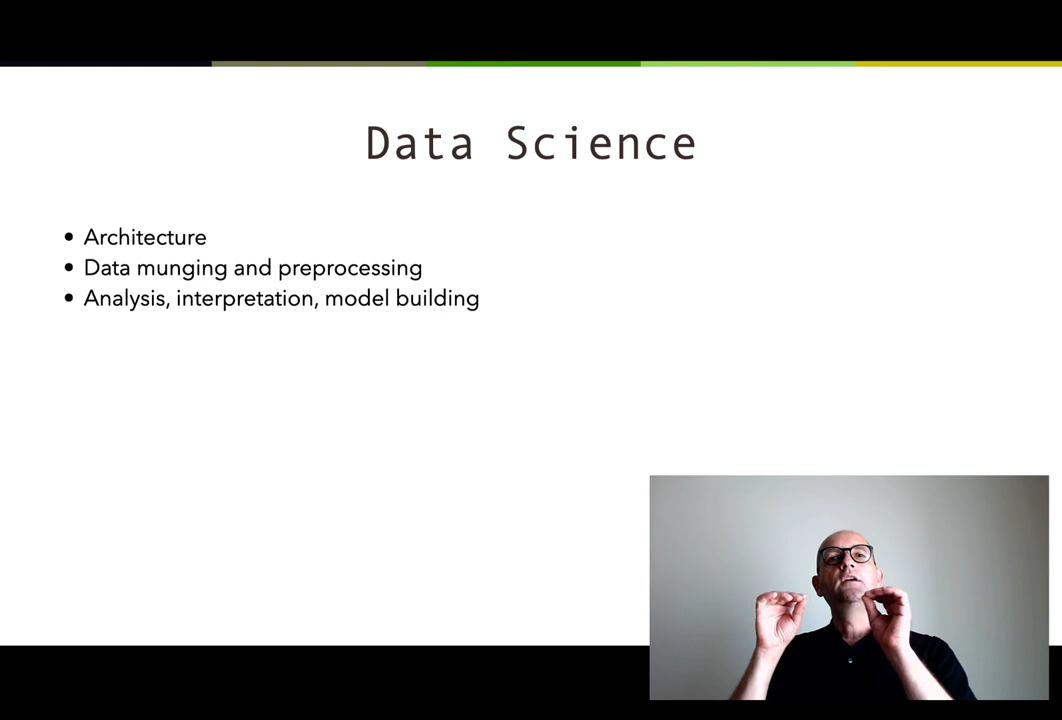 Data Science
• Architecture
• Data munging and preprocessing
• Analysis, interpretation, model building